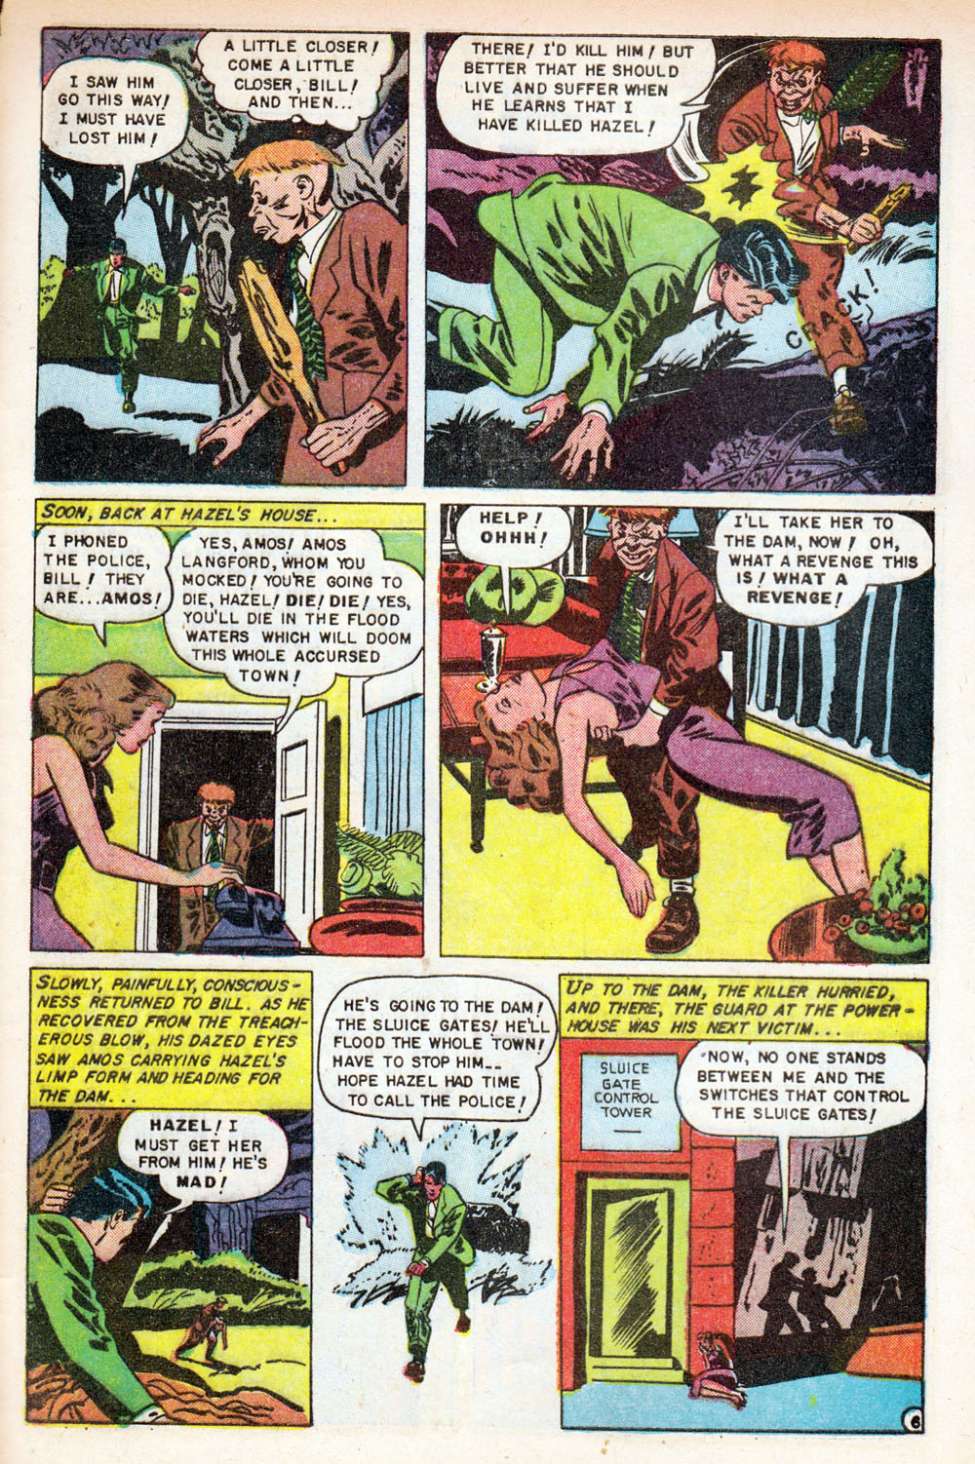 I SAW HIM
GO THIS WAY!
I MUST HAVE
LOST HIM!
A LITTLE CLOSER!
COME A LITTLE
CLOSER, BILL!
AND THEN...
THERE! I'D KILL HIM! BUT
BETTER THAT HE SHOULD
LIVE AND SUFFER WHEN
HE LEARNS THAT I
HAVE KILLED HAZEL!
CRACK!
SOON, BACK AT HAZEL'S HOUSE...
I PHONED
THE POLICE,
BILL! THEY
ARE...AMOS!
YES, AMOS! AMOS
LANGFORD, WHOM YOU
MOCKED! YOU'RE GOING TO
DIE, HAZEL! DIE! DIE! YES,
YOU'LL DIE IN THE FLOOD
WATERS WHICH WILL DOOM
THIS WHOLE ACCURSED
TOWN!
HELP!
OHHH!
I'LL TAKE HER TO
THE DAM, NOW! OH,
WHAT A REVENGE THIS
IS! WHAT A
REVENGE!
SLOWLY, PAINFULLY, CONSCIOUS-
NESS RETURNED TO BILL. AS HE
RECOVERED FROM THE TREACH-
EROUS BLOW, HIS DAZED EYES
SAW AMOS CARRYING HAZEL'S
LIMP FORM AND HEADING FOR
THE DAM...
HAZEL! I
MUST GET HER
FROM HIM! HE'S
MAD!
HE'S GOING TO THE DAM!
THE SLUICE GATES! HE'LL
FLOOD THE WHOLE TOWN!
HAVE TO STOP HIM--
HOPE HAZEL HAD TIME
TO CALL THE POLICE!
UP TO THE DAM, THE KILLER HURRIED,
AND THERE, THE GUARD AT THE POWER-
HOUSE WAS HIS NEXT VICTIM...
SLUICE
GATE
CONTROL
TOWER
NOW, NO ONE STANDS
BETWEEN ME AND THE
SWITCHES THAT CONTROL
THE SLUICE GATES!
6